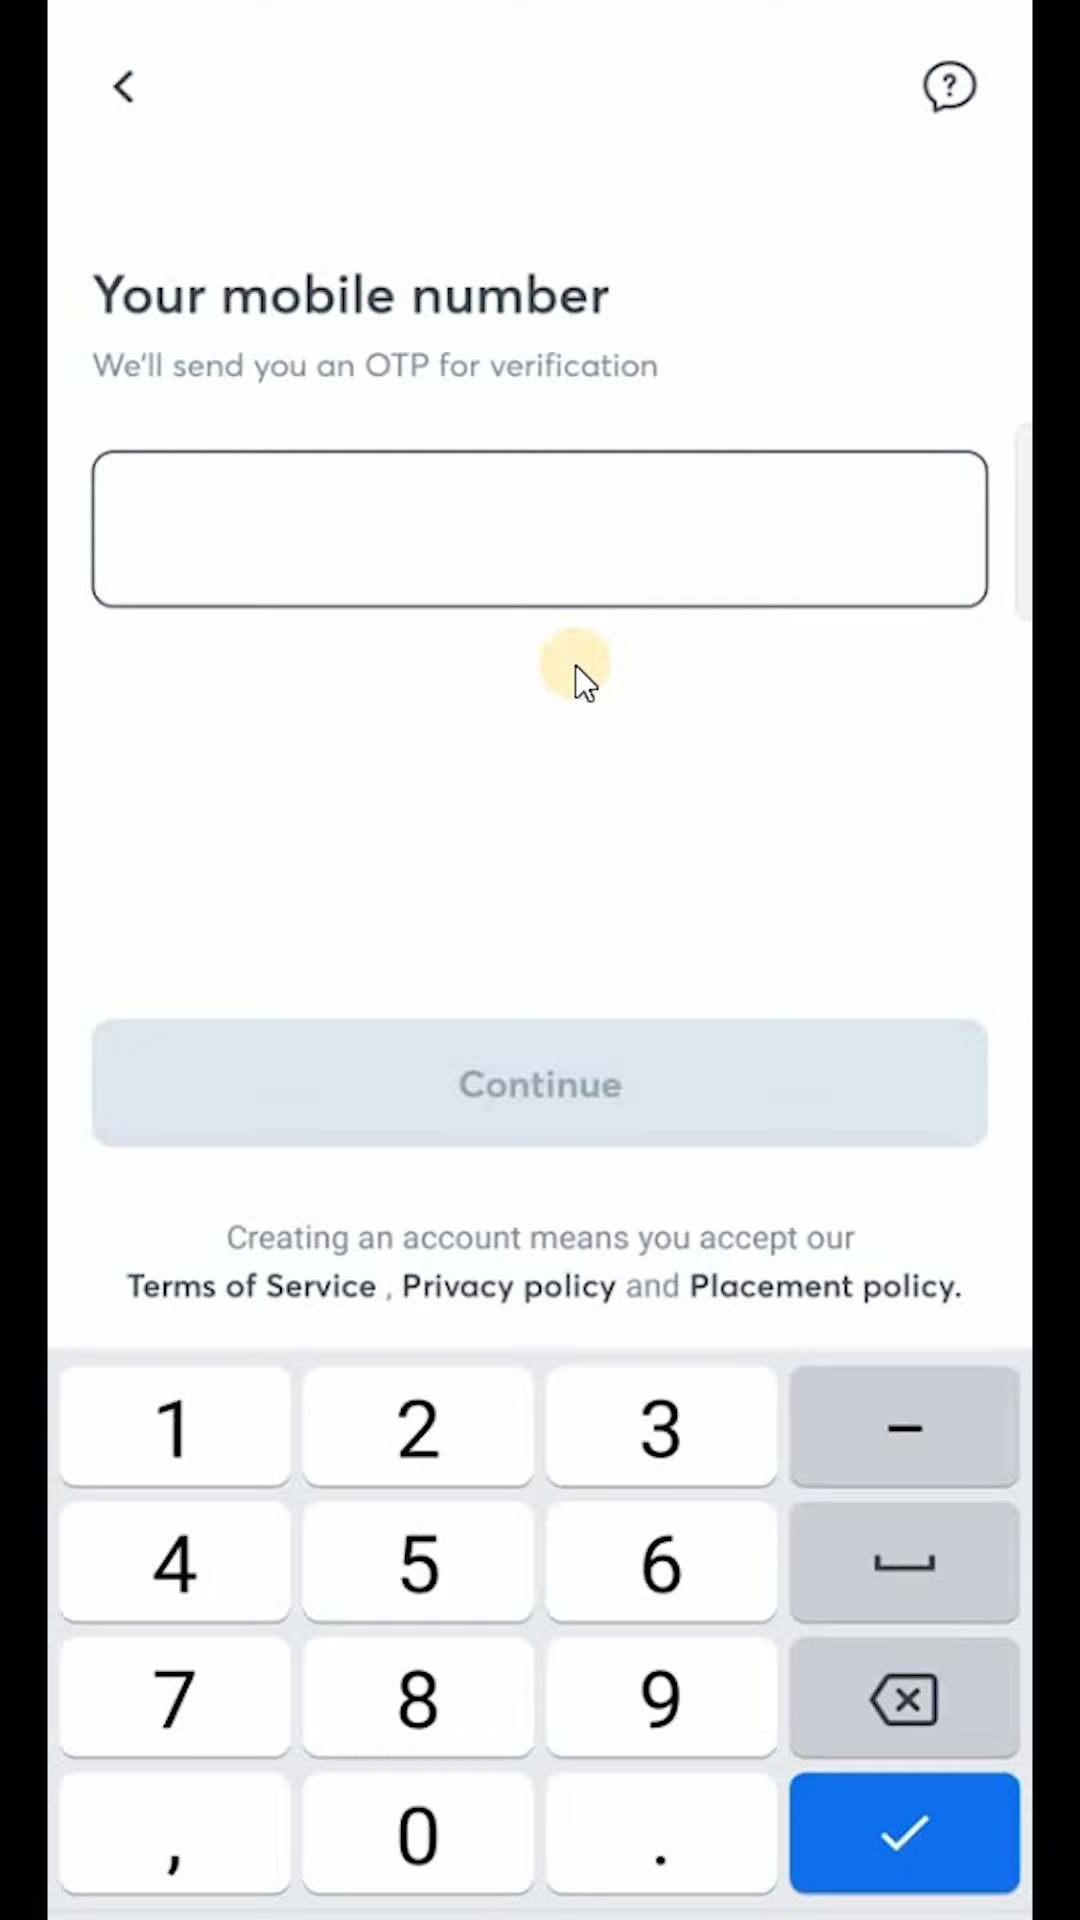 ?
Your mobile number
We'll send you an OTP for verification
Continue
Creating an account means you accept our
Terms of Service , Privacy policy and Placement policy.
1 2 3 –
4 5 6
7 8 9
, 0 .